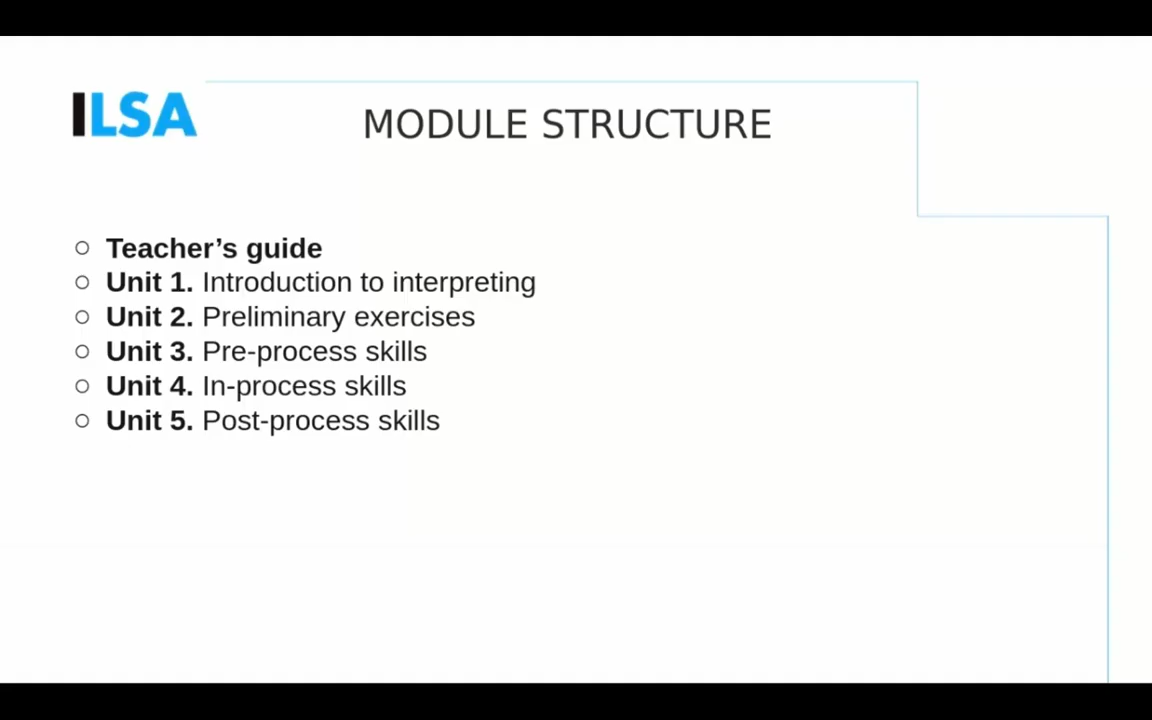 ILSA
MODULE STRUCTURE
Teacher’s guide
Unit 1. Introduction to interpreting
Unit 2. Preliminary exercises
Unit 3. Pre-process skills
Unit 4. In-process skills
Unit 5. Post-process skills